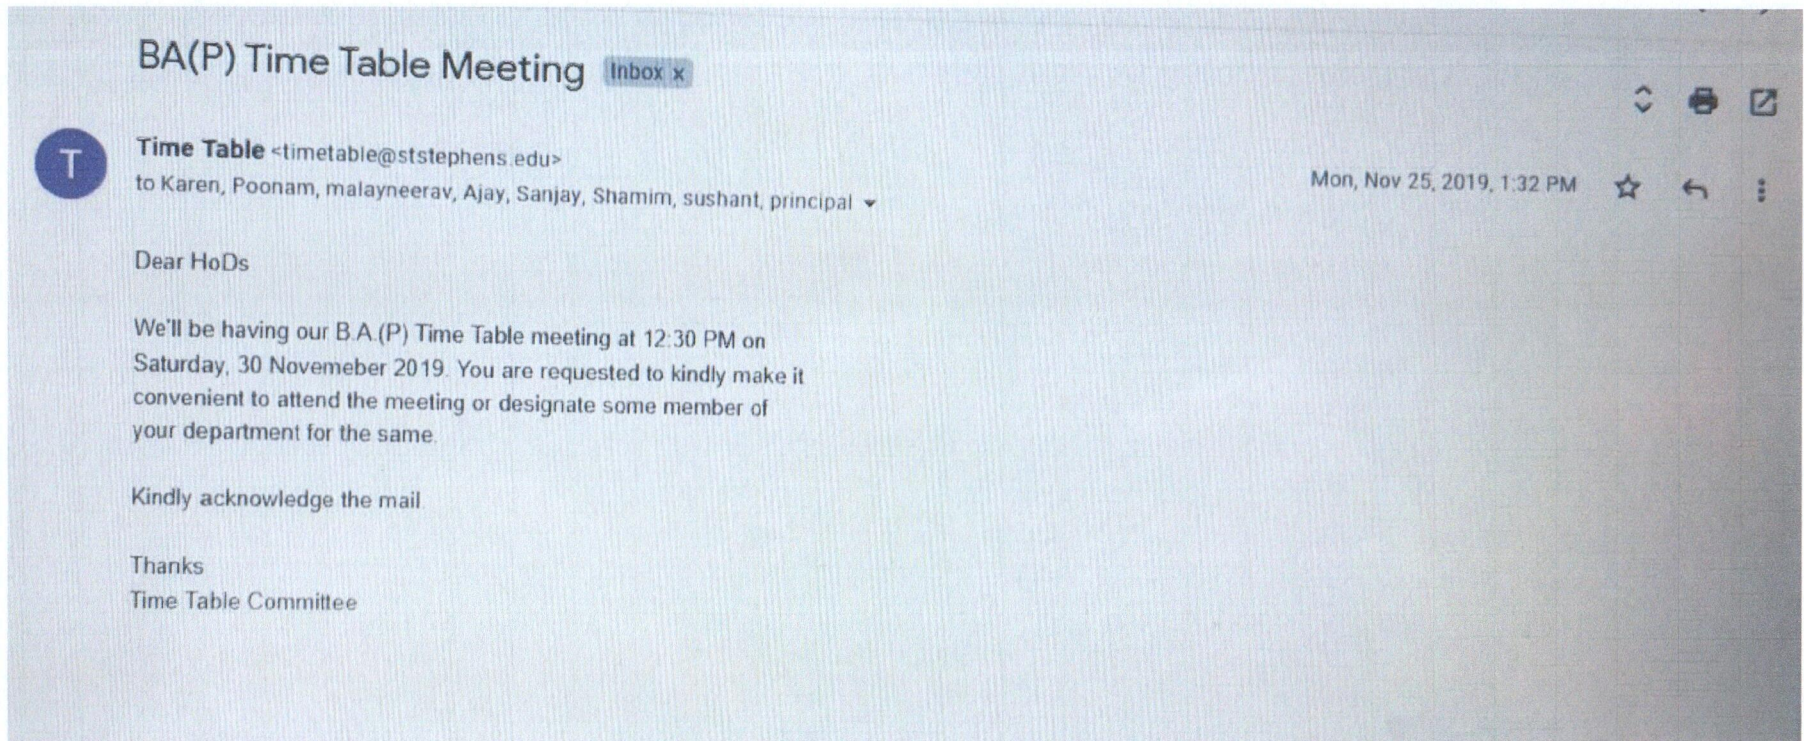 BA(P) Time Table Meeting Inbox x
T
Time Table <timetable@ststephens.edu>
to Karen, Poonam, malayneerav, Ajay, Sanjay, Shamim, sushant, principal
Mon, Nov 25, 2019, 1:32 PM
Dear HoDs
We'll be having our B.A.(P) Time Table meeting at 12:30 PM on
Saturday, 30 Novemeber 2019. You are requested to kindly make it
convenient to attend the meeting or designate some member of
your department for the same.
Kindly acknowledge the mail.
Thanks
Time Table Committee